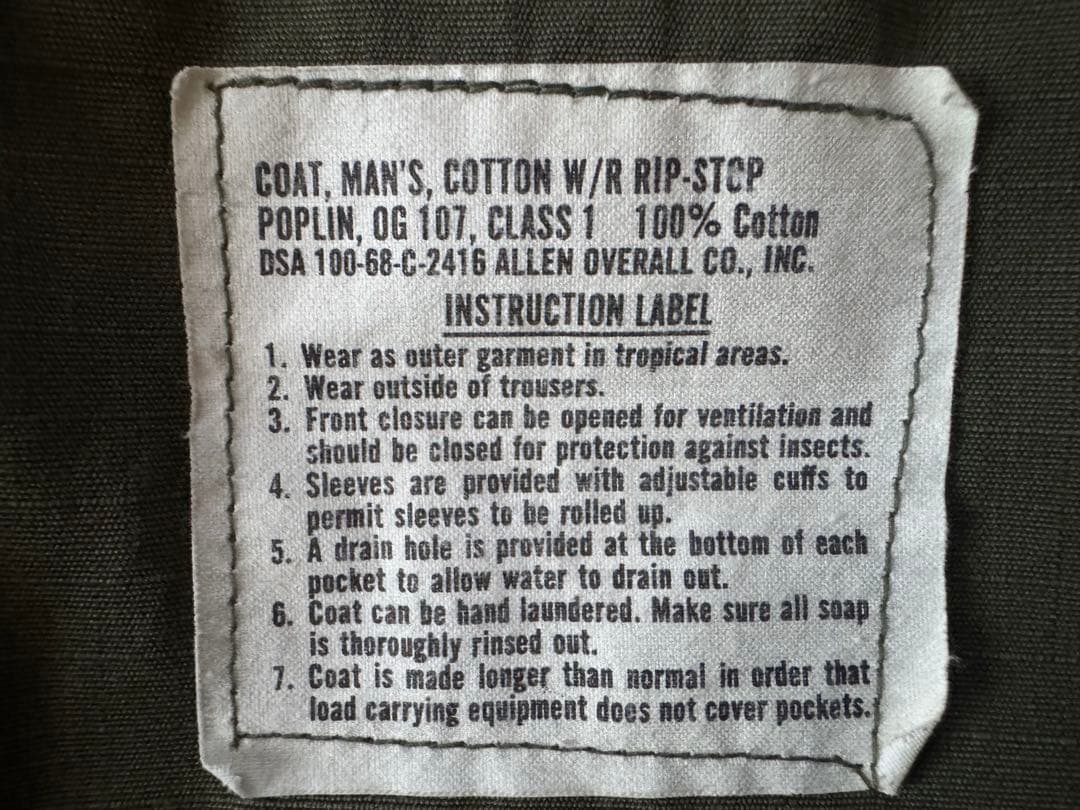 COAT, MAN'S, COTTON W/R RIP-STOP
POPLIN, OG 107, CLASS 1 100% Cotton
DSA 100-68-C-2416 ALLEN OVERALL CO., INC.
INSTRUCTION LABEL
1. Wear as outer garment in tropical areas.
2. Wear outside of trousers.
3. Front closure can be opened for ventilation and
should be closed for protection against insects.
4. Sleeves are provided with adjustable cuffs to
permit sleeves to be rolled up.
5. A drain hole is provided at the bottom of each
pocket to allow water to drain out.
6. Coat can be hand laundered. Make sure all soap
is thoroughly rinsed out.
7. Coat is made longer than normal in order that
load carrying equipment does not cover pockets.